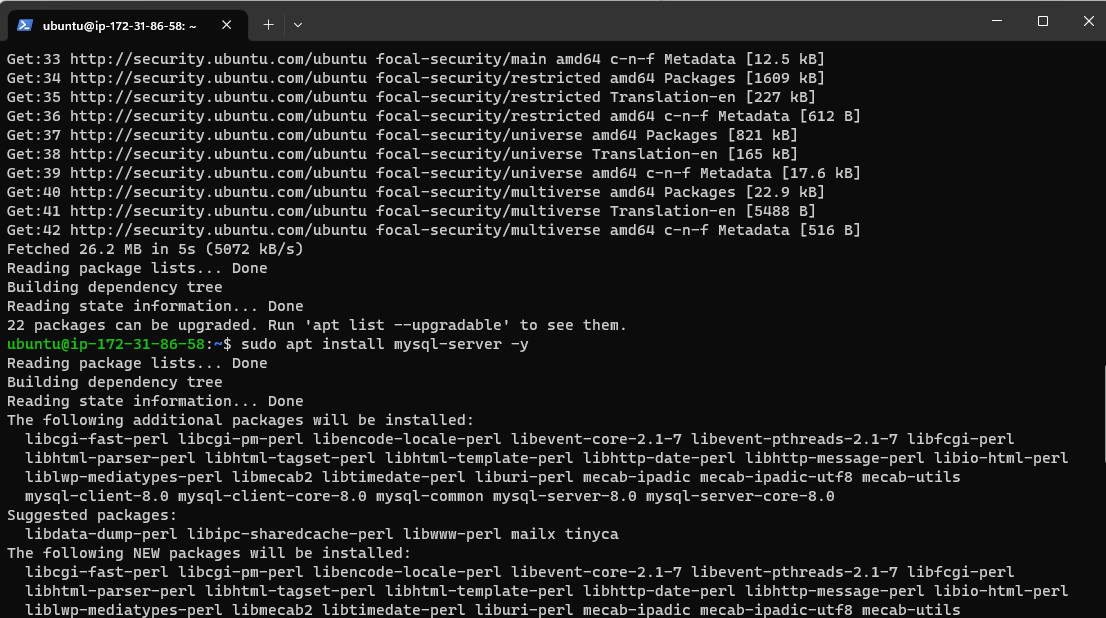 ubuntu@ip-172-31-86-58: ~
Get:33 http://security.ubuntu.com/ubuntu focal-security/main amd64 c-n-f Metadata [12.5 kB]
Get:34 http://security.ubuntu.com/ubuntu focal-security/restricted amd64 Packages [1609 kB]
Get:35 http://security.ubuntu.com/ubuntu focal-security/restricted Translation-en [227 kB]
Get:36 http://security.ubuntu.com/ubuntu focal-security/restricted amd64 c-n-f Metadata [612 B]
Get:37 http://security.ubuntu.com/ubuntu focal-security/universe amd64 Packages [821 kB]
Get:38 http://security.ubuntu.com/ubuntu focal-security/universe Translation-en [165 kB]
Get:39 http://security.ubuntu.com/ubuntu focal-security/universe amd64 c-n-f Metadata [17.6 kB]
Get:40 http://security.ubuntu.com/ubuntu focal-security/multiverse amd64 Packages [22.9 kB]
Get:41 http://security.ubuntu.com/ubuntu focal-security/multiverse Translation-en [5488 B]
Get:42 http://security.ubuntu.com/ubuntu focal-security/multiverse amd64 c-n-f Metadata [516 B]
Fetched 26.2 MB in 5s (5072 kB/s)
Reading package lists... Done
Building dependency tree
Reading state information... Done
22 packages can be upgraded. Run 'apt list --upgradable' to see them.
ubuntu@ip-172-31-86-58:~$ sudo apt install mysql-server -y
Reading package lists... Done
Building dependency tree
Reading state information... Done
The following additional packages will be installed:
libcgi-fast-perl libcgi-pm-perl libencode-locale-perl libevent-core-2.1-7 libevent-pthreads-2.1-7 libfcgi-perl
libhtml-parser-perl libhtml-tagset-perl libhtml-template-perl libhttp-date-perl libhttp-message-perl libio-html-perl
liblwp-mediatypes-perl libmecab2 libtimedate-perl liburi-perl mecab-ipadic mecab-ipadic-utf8 mecab-utils
mysql-client-8.0 mysql-client-core-8.0 mysql-common mysql-server-8.0 mysql-server-core-8.0
Suggested packages:
libdata-dump-perl libipc-sharedcache-perl libwww-perl mailx tinyca
The following NEW packages will be installed:
libcgi-fast-perl libcgi-pm-perl libencode-locale-perl libevent-core-2.1-7 libevent-pthreads-2.1-7 libfcgi-perl
libhtml-parser-perl libhtml-tagset-perl libhtml-template-perl libhttp-date-perl libhttp-message-perl libio-html-perl
liblwp-mediatypes-perl libmecab2 libtimedate-perl liburi-perl mecab-ipadic mecab-ipadic-utf8 mecab-utils